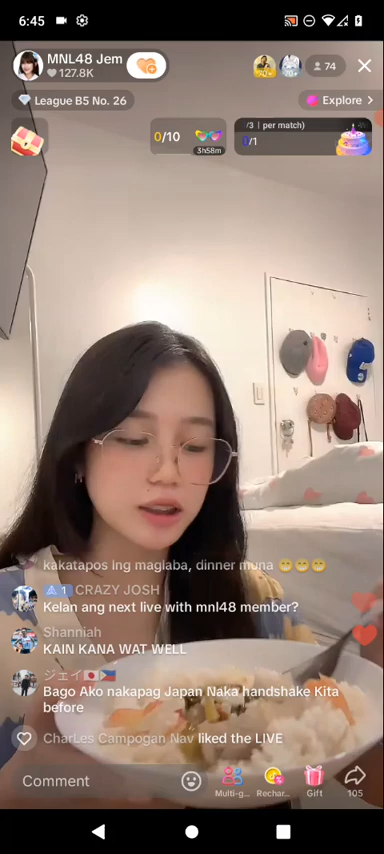 6:45
MNL48 Jem
127.8K
74
League B5 No. 26
Explore >
0/10
3h58m
/3 | per match)
0/1
kakatapos lng maglaba, dinner muna 😁😁😁
1 CRAZY JOSH
Kelan ang next live with mnl48 member?
Shanniah
KAIN KANA WAT WELL
ジェイ🇯🇵🇵🇭
Bago Ako nakapag Japan Naka handshake Kita
before
CharLes Campogan Nav liked the LIVE
Comment
Multi-g...
Rechar...
Gift
105